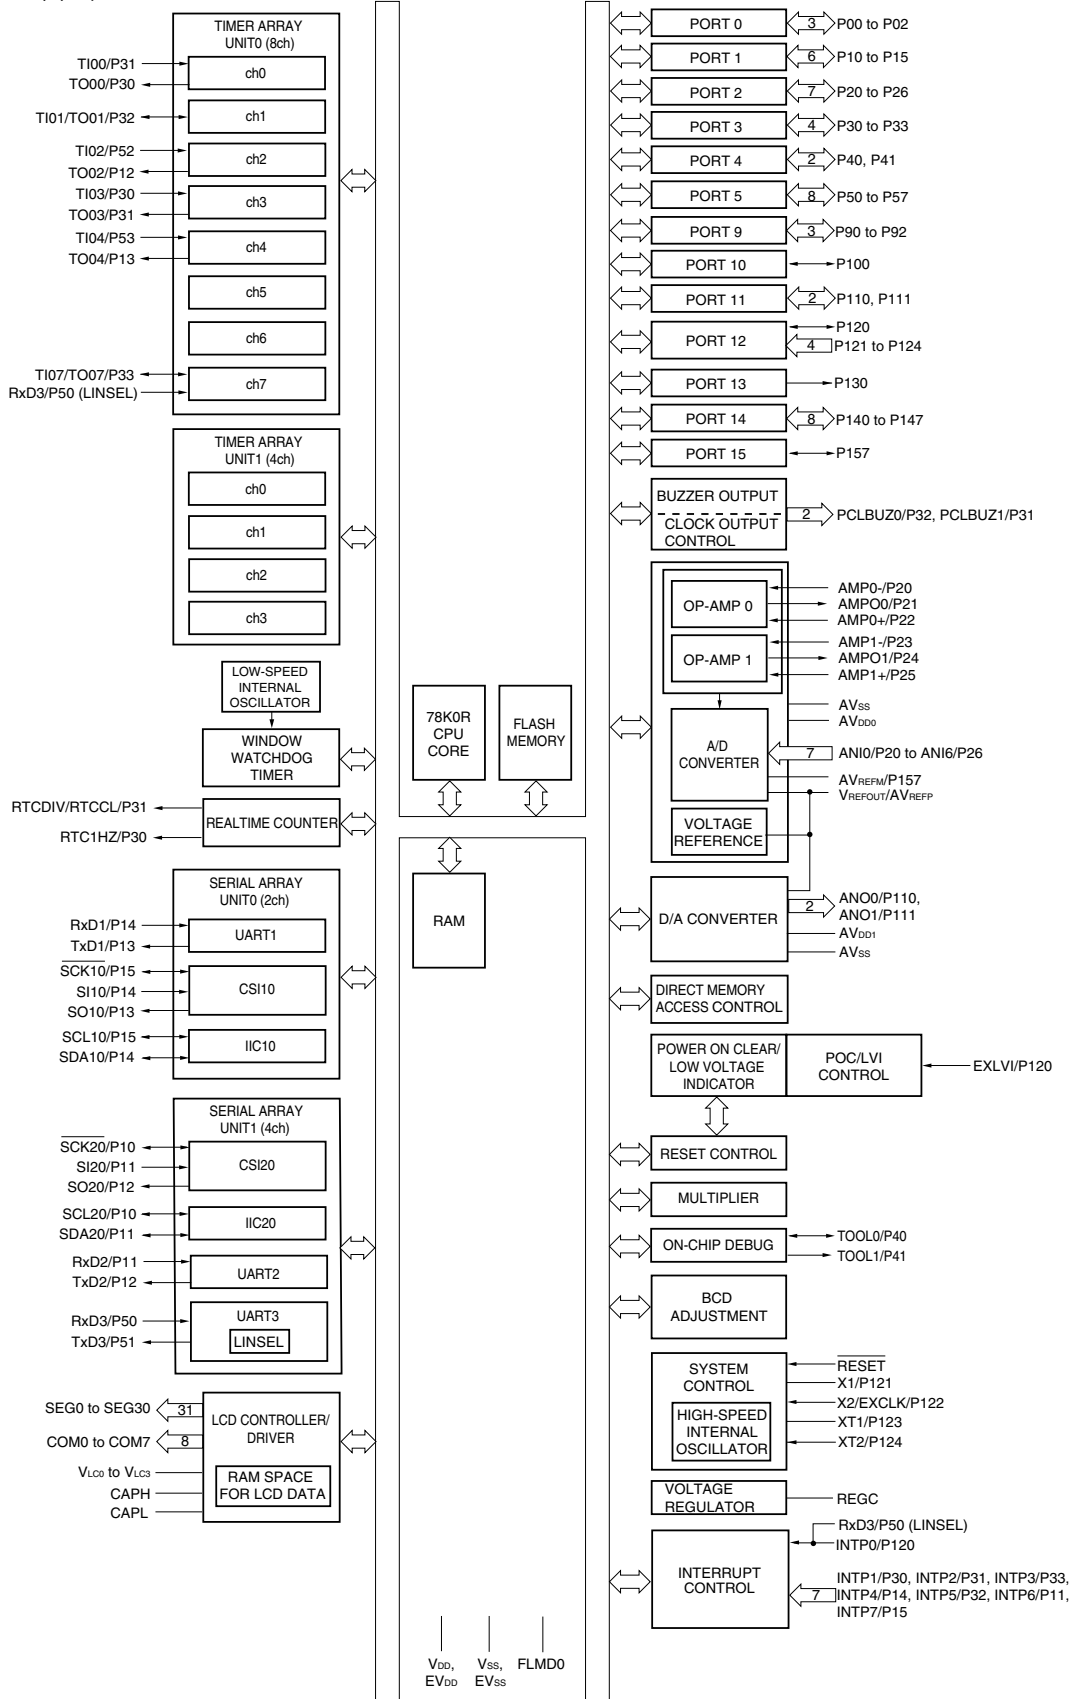 TIMER ARRAY
UNIT0 (8ch)
TI00/P31
TO00/P30
ch0
TI01/TO01/P32
ch1
TI02/P52
TO02/P12
ch2
TI03/P30
TO03/P31
ch3
TI04/P53
TO04/P13
ch4
ch5
ch6
TI07/TO07/P33
RxD3/P50 (LINSEL)
ch7
TIMER ARRAY
UNIT1 (4ch)
ch0
ch1
ch2
ch3
LOW-SPEED
INTERNAL
OSCILLATOR
WINDOW
WATCHDOG
TIMER
RTCDIV/RTCCL/P31
RTC1HZ/P30
REALTIME COUNTER
SERIAL ARRAY
UNIT0 (2ch)
RxD1/P14
TxD1/P13
UART1
SCK10/P15
SI10/P14
SO10/P13
CSI10
SCL10/P15
SDA10/P14
IIC10
SERIAL ARRAY
UNIT1 (4ch)
SCK20/P10
SI20/P11
SO20/P12
CSI20
SCL20/P10
SDA20/P11
IIC20
RxD2/P11
TxD2/P12
UART2
RxD3/P50
TxD3/P51
UART3
LINSEL
SEG0 to SEG30
31
COM0 to COM7
8
VLC0 to VLC3
CAPH
CAPL
LCD CONTROLLER/
DRIVER
RAM SPACE
FOR LCD DATA
78K0R
CPU
CORE
FLASH
MEMORY
RAM
VDD,
EVDD
VSS,
EVSS
FLMD0
PORT 0
3
P00 to P02
PORT 1
6
P10 to P15
PORT 2
7
P20 to P26
PORT 3
4
P30 to P33
PORT 4
2
P40, P41
PORT 5
8
P50 to P57
PORT 9
3
P90 to P92
PORT 10
P100
PORT 11
2
P110, P111
PORT 12
P120
4
P121 to P124
PORT 13
P130
PORT 14
8
P140 to P147
PORT 15
P157
BUZZER OUTPUT
CLOCK OUTPUT
CONTROL
2
PCLBUZ0/P32, PCLBUZ1/P31
OP-AMP 0
AMP0-/P20
AMPO0/P21
AMP0+/P22
OP-AMP 1
AMP1-/P23
AMPO1/P24
AMP1+/P25
AVSS
AVDD0
A/D
CONVERTER
7
ANI0/P20 to ANI6/P26
AVREFM/P157
VREFOUT/AVREFP
VOLTAGE
REFERENCE
D/A CONVERTER
2
ANO0/P110,
ANO1/P111
AVDD1
AVSS
DIRECT MEMORY
ACCESS CONTROL
POWER ON CLEAR/
LOW VOLTAGE
INDICATOR
POC/LVI
CONTROL
EXLVI/P120
RESET CONTROL
MULTIPLIER
ON-CHIP DEBUG
TOOL0/P40
TOOL1/P41
BCD
ADJUSTMENT
SYSTEM
CONTROL
HIGH-SPEED
INTERNAL
OSCILLATOR
RESET
X1/P121
X2/EXCLK/P122
XT1/P123
XT2/P124
VOLTAGE
REGULATOR
REGC
INTERRUPT
CONTROL
RxD3/P50 (LINSEL)
INTP0/P120
7
INTP1/P30, INTP2/P31, INTP3/P33,
INTP4/P14, INTP5/P32, INTP6/P11,
INTP7/P15